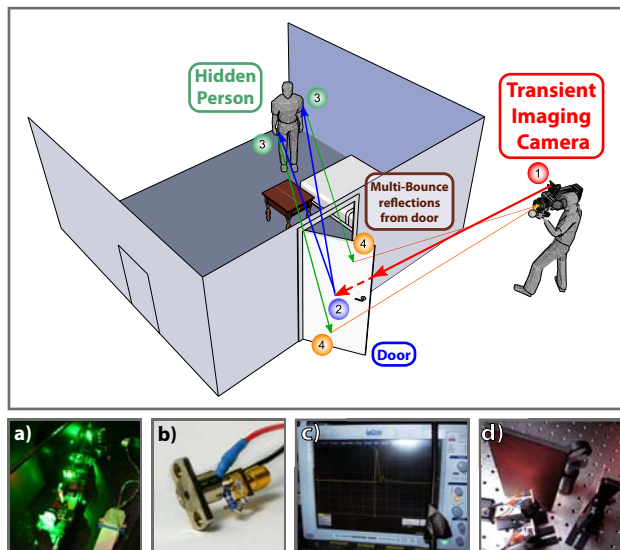 Hidden
Person
Transient
Imaging
Camera
3
1
3
Multi-Bounce
reflections
from door
4
2
4
Door
a)
b)
c)
d)